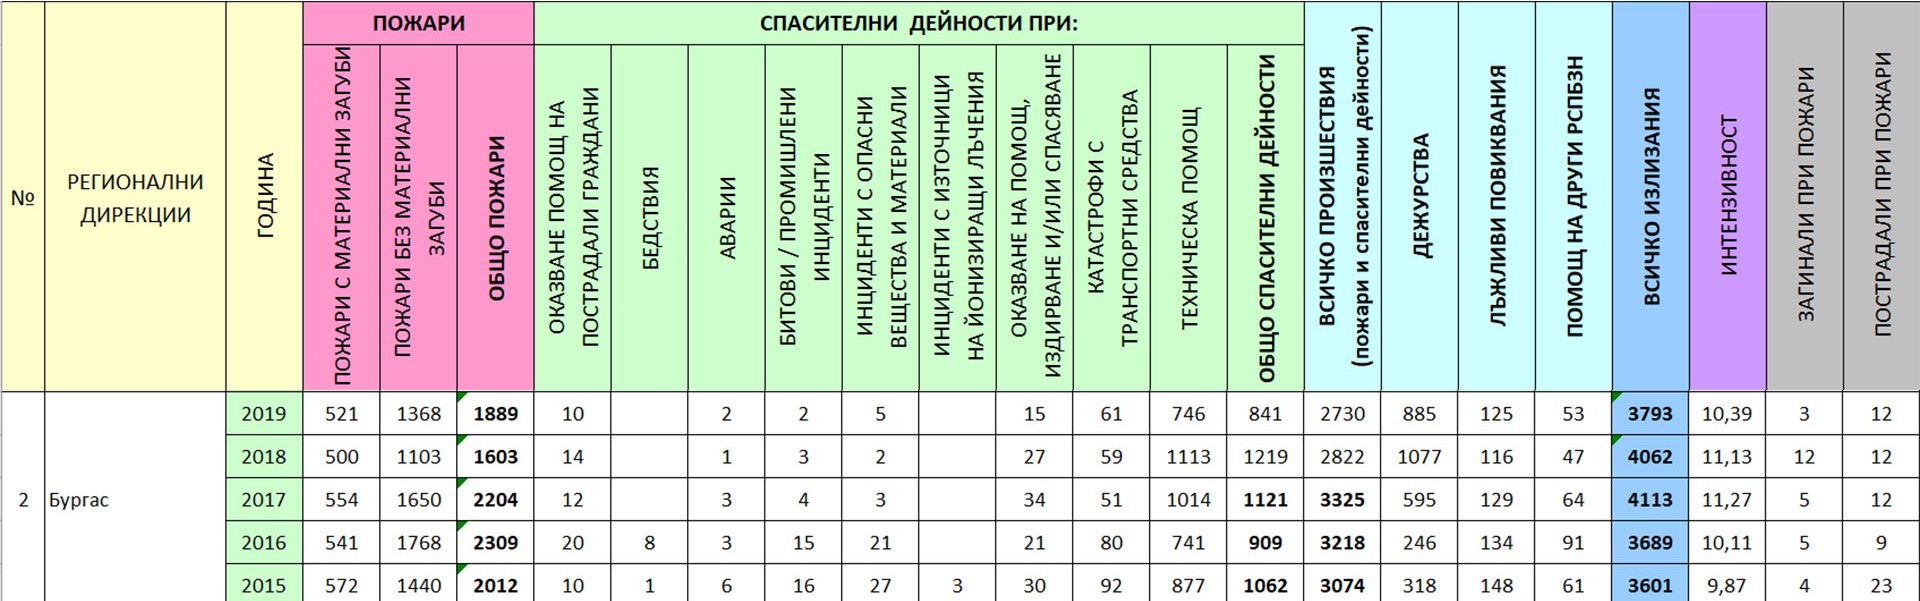 №
РЕГИОНАЛНИ
ДИРЕКЦИИ
ГОДИНА
ПОЖАРИ
ПОЖАРИ С МАТЕРИАЛНИ ЗАГУБИ
ПОЖАРИ БЕЗ МАТЕРИАЛНИ
ЗАГУБИ
ОБЩО ПОЖАРИ
СПАСИТЕЛНИ ДЕЙНОСТИ ПРИ:
ОКАЗВАНЕ ПОМОЩ НА
ПОСТРАДАЛИ ГРАЖДАНИ
БЕДСТВИЯ
АВАРИИ
БИТОВИ / ПРОМИШЛЕНИ
ИНЦИДЕНТИ
ИНЦИДЕНТИ С ОПАСНИ
ВЕЩЕСТВА И МАТЕРИАЛИ
ИНЦИДЕНТИ С ИЗТОЧНИЦИ
НА ЙОНИЗИРАЩИ ЛЪЧЕНИЯ
ОКАЗВАНЕ НА ПОМОЩ,
ИЗДИРВАНЕ И/ИЛИ СПАСЯВАНЕ
КАТАСТРОФИ С
ТРАНСПОРТНИ СРЕДСТВА
ТЕХНИЧЕСКА ПОМОЩ
ОБЩО СПАСИТЕЛНИ ДЕЙНОСТИ
ВСИЧКО ПРОИЗШЕСТВИЯ
(пожари и спасителни дейности)
ДЕЖУРСТВА
ЛЪЖЛИВИ ПОВИКВАНИЯ
ПОМОЩ НА ДРУГИ РСПБЗН
ВСИЧКО ИЗЛИЗАНИЯ
ИНТЕНЗИВНОСТ
ЗАГИНАЛИ ПРИ ПОЖАРИ
ПОСТРАДАЛИ ПРИ ПОЖАРИ
2019 521 1368 1889 10 2 2 5 15 61 746 841 2730 885 125 53 3793 10,39 3 12
2018 500 1103 1603 14 1 3 2 27 59 1113 1219 2822 1077 116 47 4062 11,13 12 12
2 Бургас 2017 554 1650 2204 12 3 4 3 34 51 1014 1121 3325 595 129 64 4113 11,27 5 12
2016 541 1768 2309 20 8 3 15 21 21 80 741 909 3218 246 134 91 3689 10,11 5 9
2015 572 1440 2012 10 1 6 16 27 3 30 92 877 1062 3074 318 148 61 3601 9,87 4 23